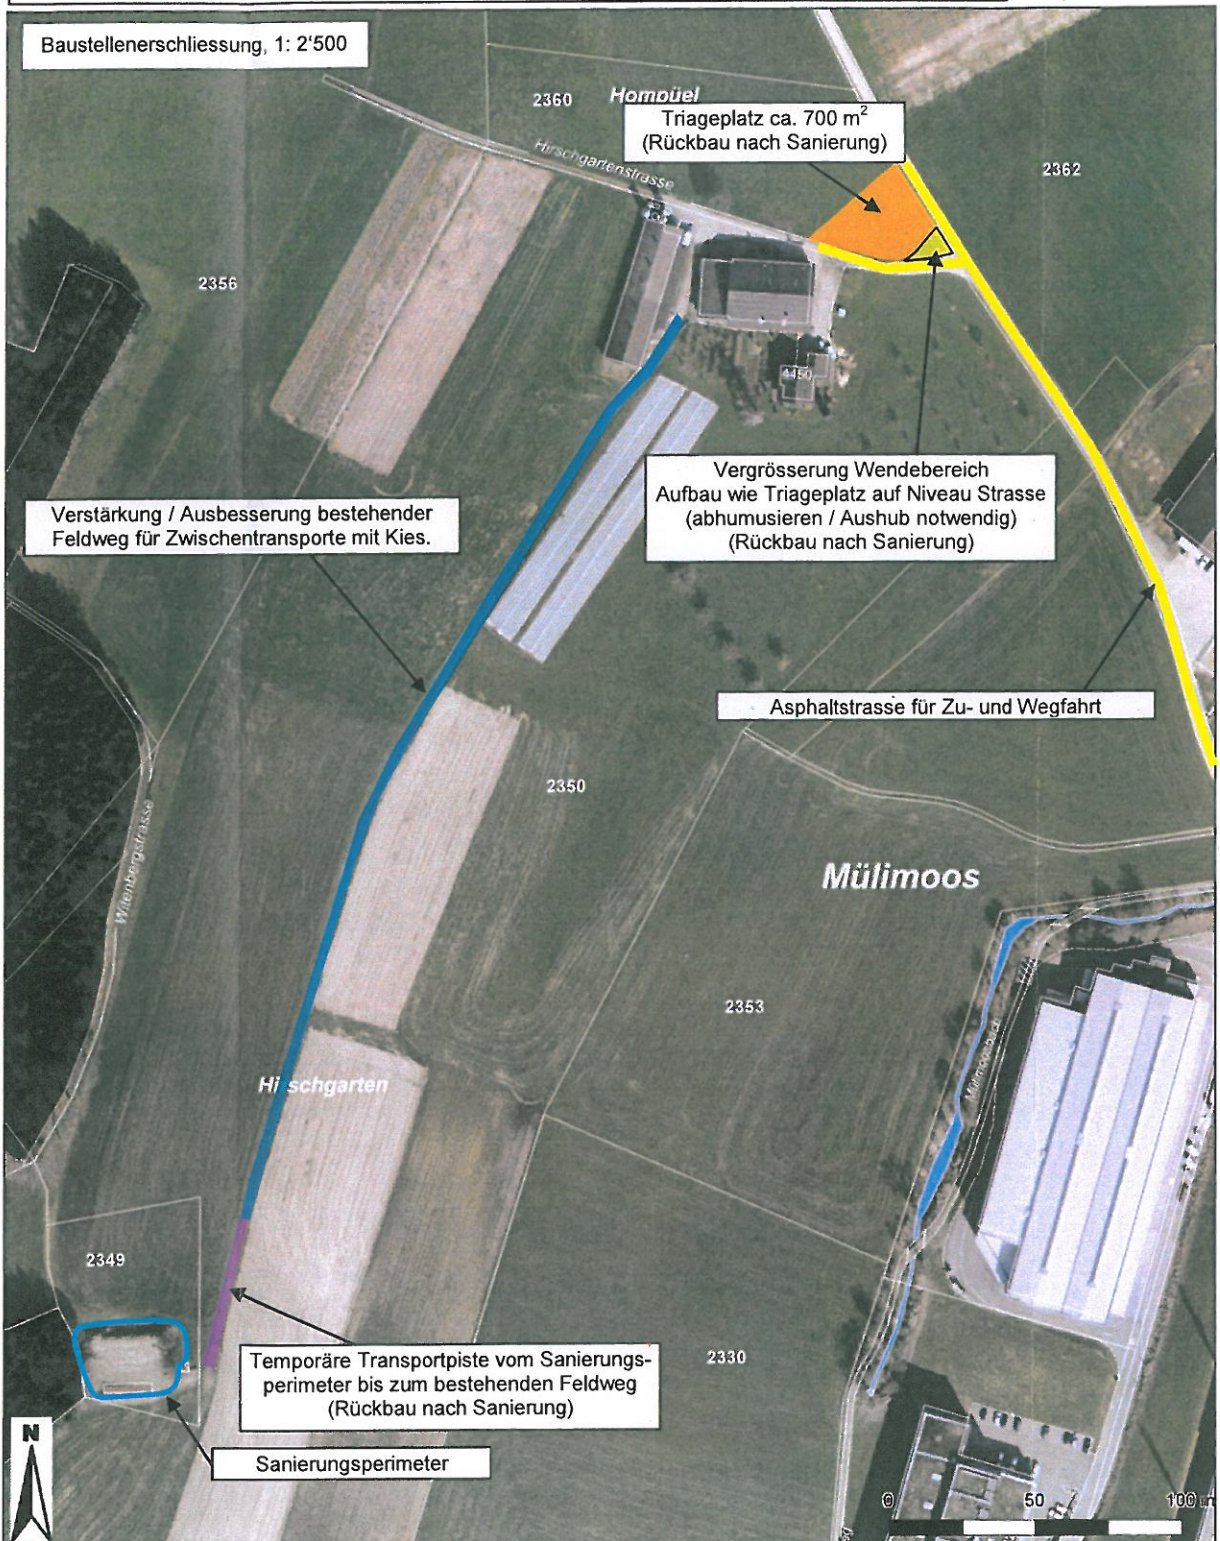 Baustellenerschliessung, 1: 2'500
2360
Hompüel
Triageplatz ca. 700 m²
(Rückbau nach Sanierung)
Hirschgartenstrasse
2362
2356
4450
Vergrösserung Wendebereich
Aufbau wie Triageplatz auf Niveau Strasse
(abhumusieren / Aushub notwendig)
(Rückbau nach Sanierung)
Verstärkung / Ausbesserung bestehender
Feldweg für Zwischentransporte mit Kies.
Asphaltstrasse für Zu- und Wegfahrt
2350
Witenbergstrasse
Mülimoos
2353
Mülimoosbach
Hirschgarten
2349
Temporäre Transportpiste vom Sanierungs-
perimeter bis zum bestehenden Feldweg
(Rückbau nach Sanierung)
2330
Sanierungsperimeter
N
0 50 100 m